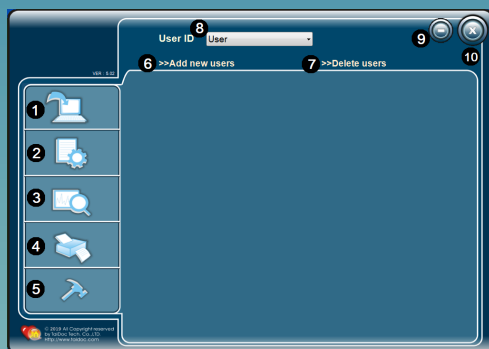 8
User ID User
9
10
6 >>Add new users 7 >>Delete users
VER : 5.02
1
2
3
4
5
© 2019 All Copyright reserved
by TaiDoc Tech. Co.,LTD.
http://www.taidoc.com